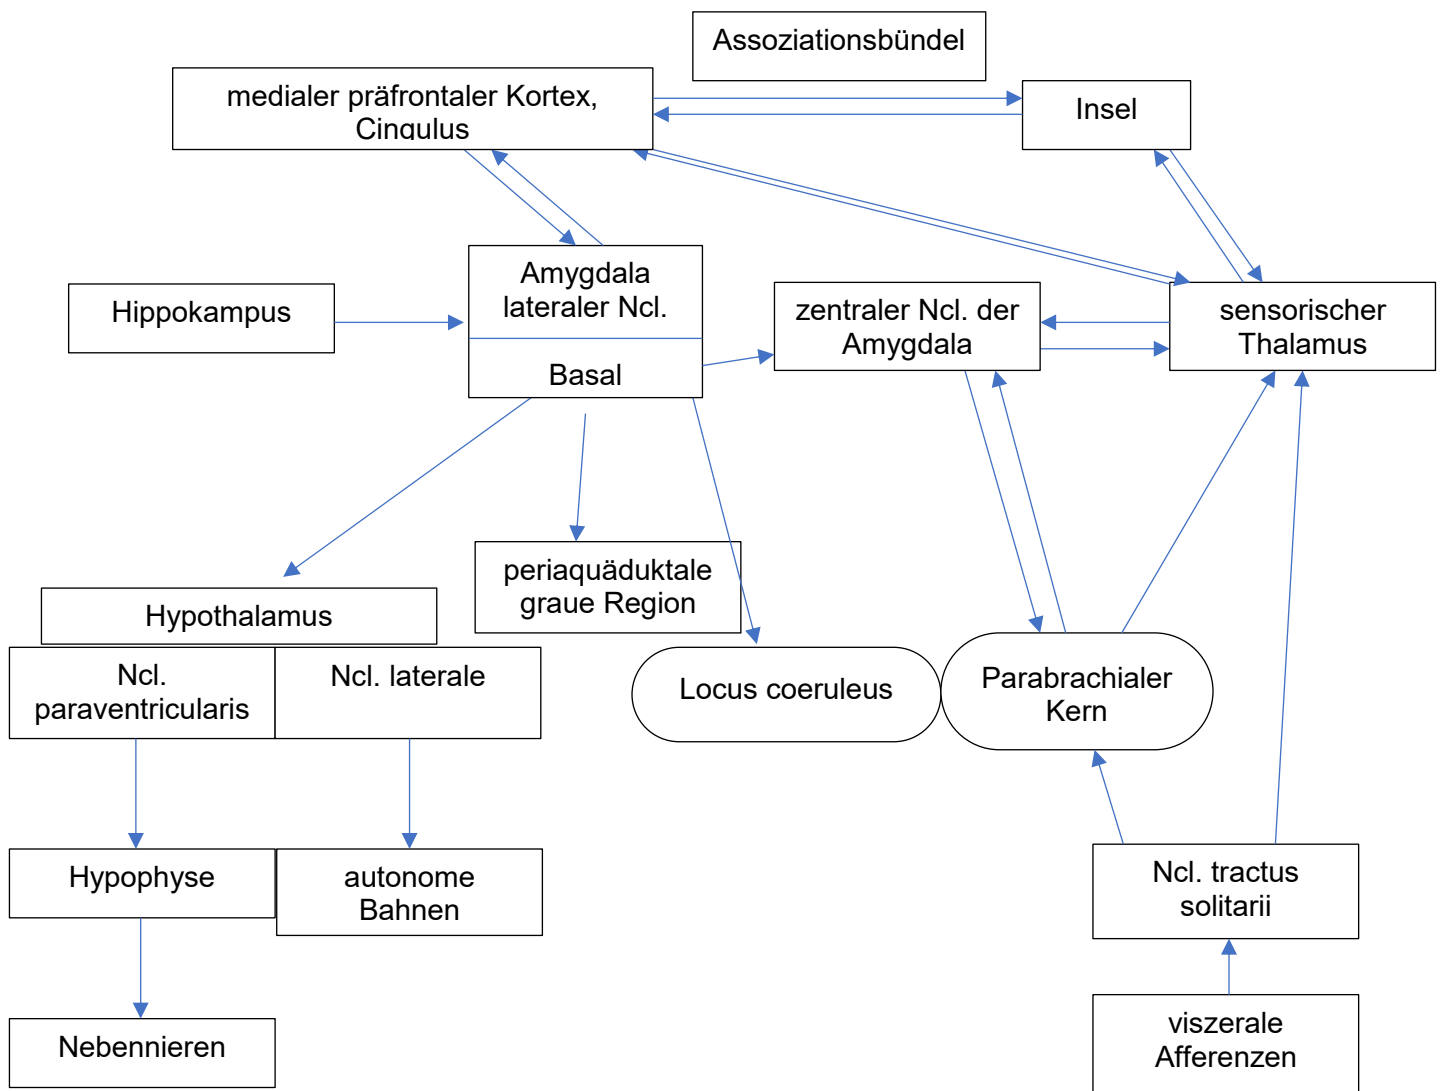 Assoziationsbündel
medialer präfrontaler Kortex,
Cingulus
Insel
Amygdala
lateraler Ncl.
Basal
Hippokampus
zentraler Ncl. der
Amygdala
sensorischer
Thalamus
periaquäduktale
graue Region
Hypothalamus
Ncl.
paraventricularis
Ncl. laterale
Locus coeruleus
Parabrachialer
Kern
Hypophyse
autonome
Bahnen
Ncl. tractus
solitarii
Nebennieren
viszerale
Afferenzen